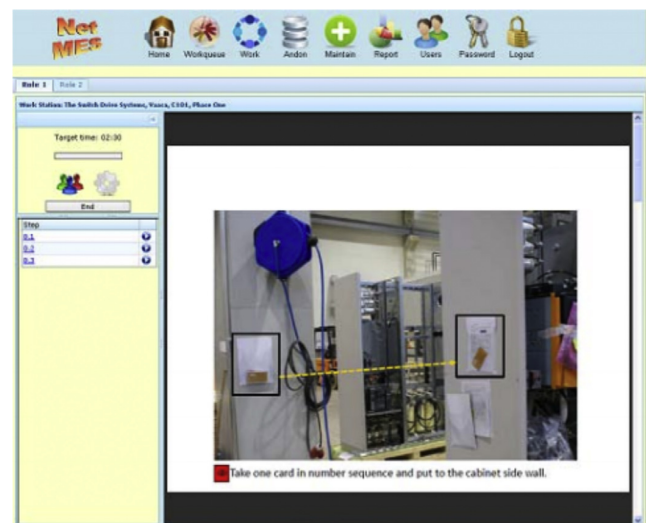 Net
MES
Home Workqueue Work Andon Maintain Report Users Password Logout
Role 1 Role 2
Work Station: The Switch Drive Systems, Vaasa, C101, Phase One
Target time: 02:30
End
Step
0.1
0.2
0.3
Take one card in number sequence and put to the cabinet side wall.